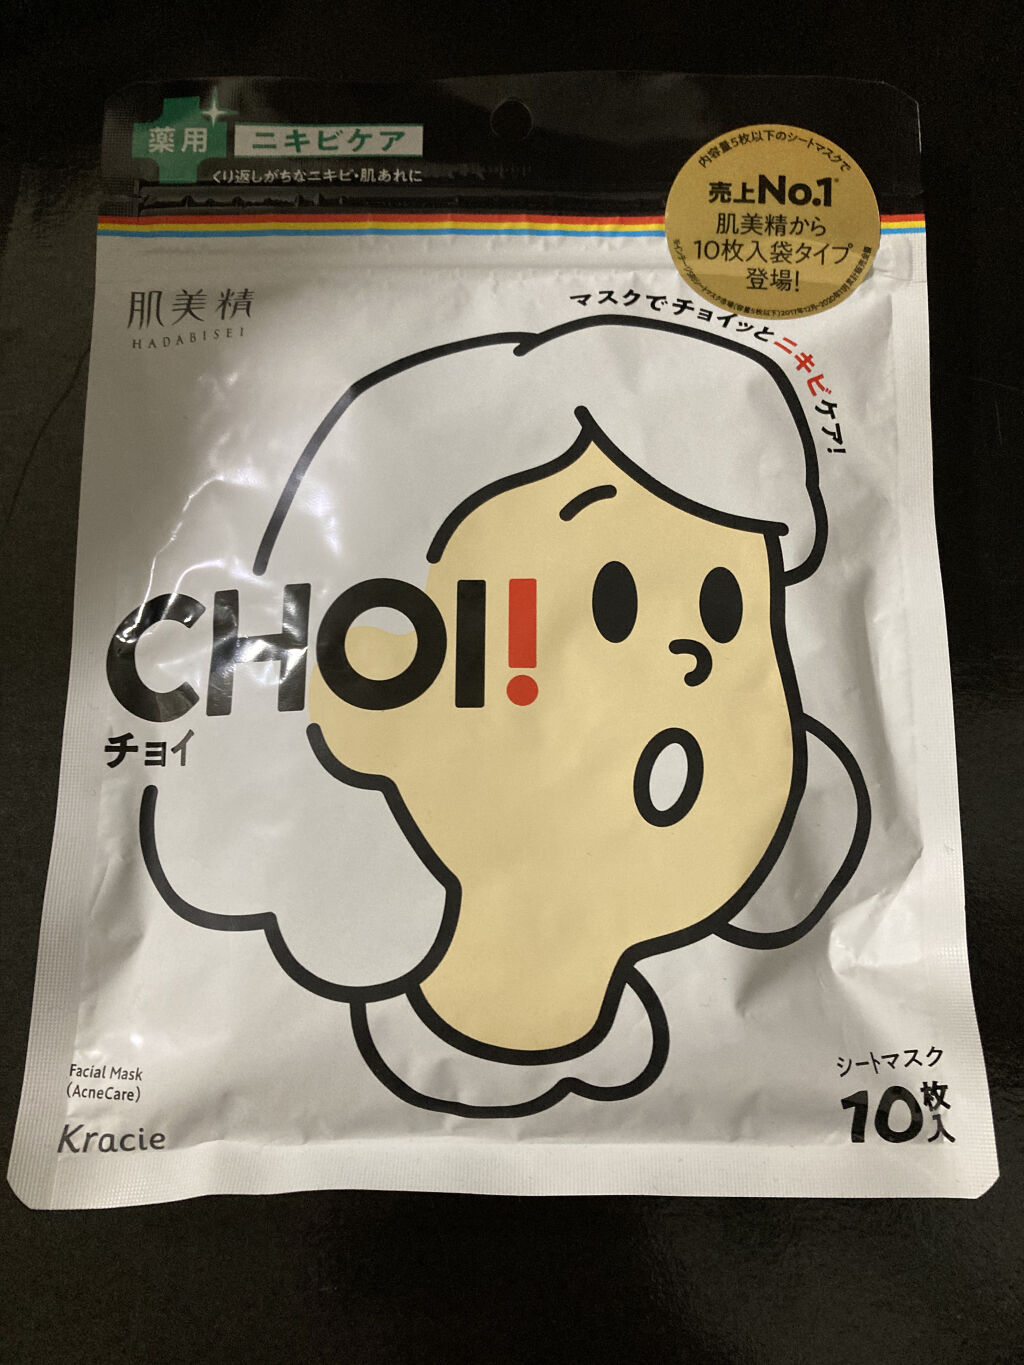 薬用
ニキビケア
くり返しがちなニキビ・肌あれに
内容量5枚以下のシートマスクで
売上No.1※
肌美精から
10枚入袋タイプ
登場!
肌美精
HADABISEI
マスクでチョイッとニキビケア!
CHOI!
チョイ
Facial Mask
(AcneCare)
Kracie
シートマスク
10枚入